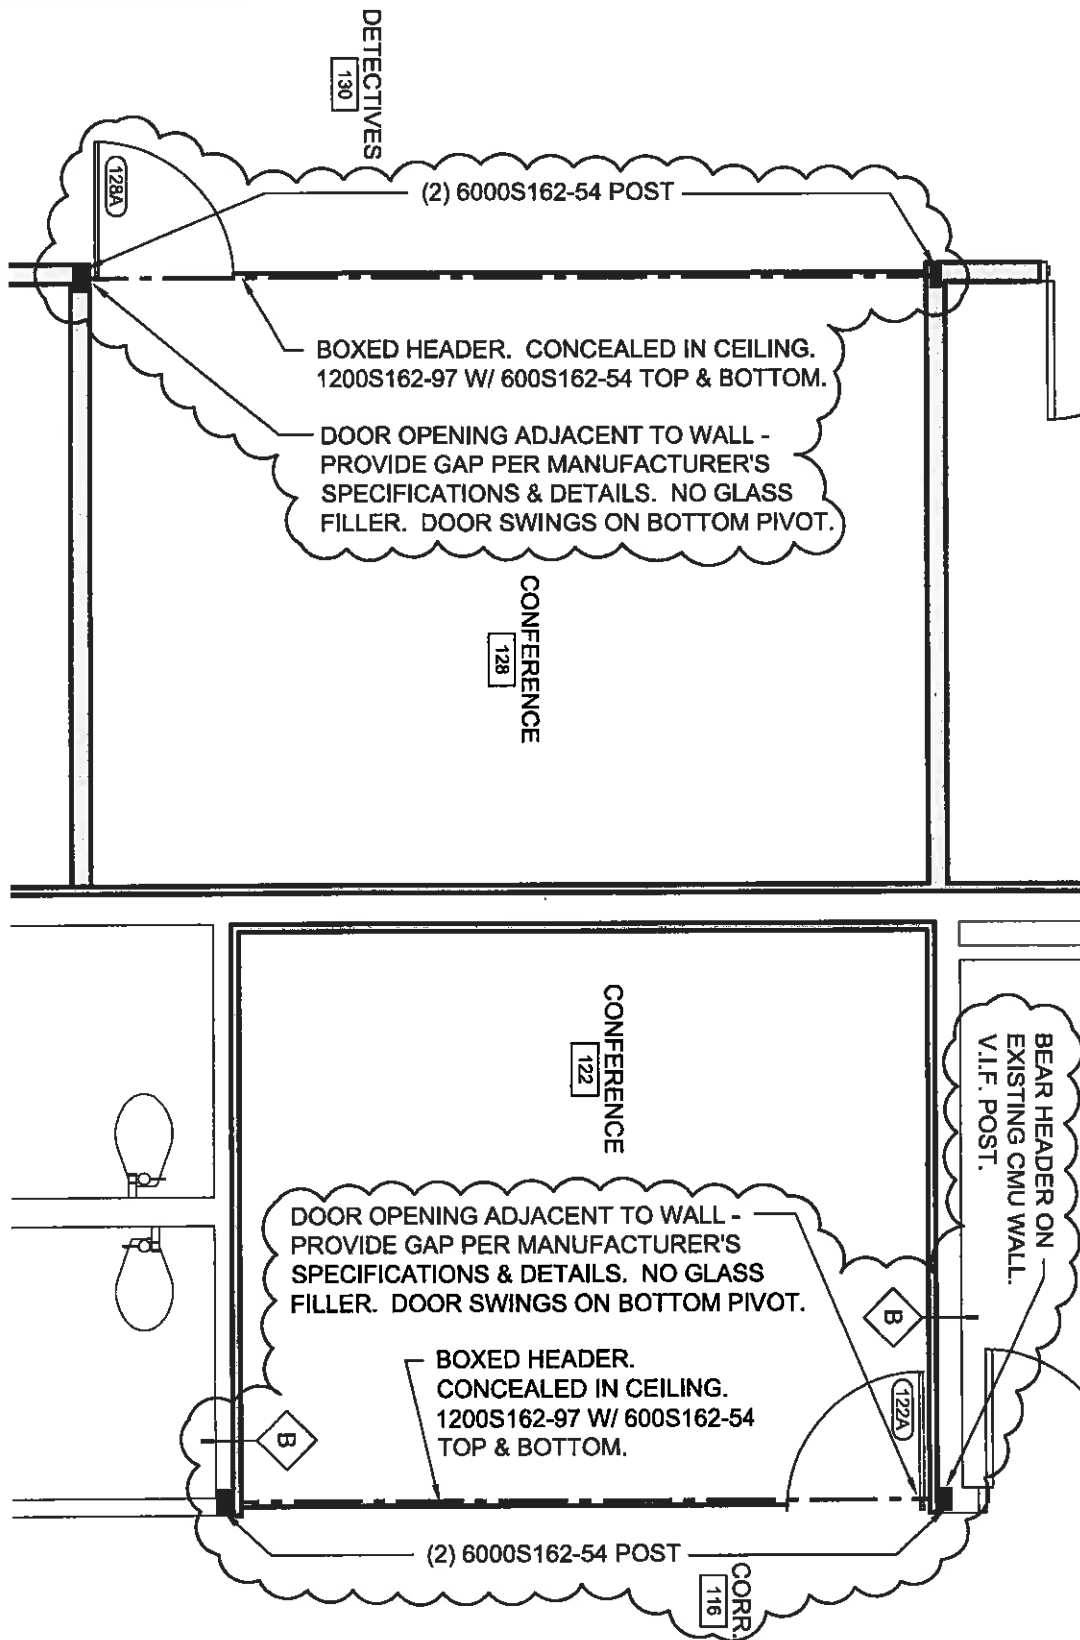 DETECTIVES
130
128A
(2) 6000S162-54 POST
BOXED HEADER. CONCEALED IN CEILING.
1200S162-97 W/ 600S162-54 TOP & BOTTOM.
DOOR OPENING ADJACENT TO WALL -
PROVIDE GAP PER MANUFACTURER'S
SPECIFICATIONS & DETAILS. NO GLASS
FILLER. DOOR SWINGS ON BOTTOM PIVOT.
CONFERENCE
128
CONFERENCE
122
BEAR HEADER ON
EXISTING CMU WALL.
V.I.F. POST.
DOOR OPENING ADJACENT TO WALL -
PROVIDE GAP PER MANUFACTURER'S
SPECIFICATIONS & DETAILS. NO GLASS
FILLER. DOOR SWINGS ON BOTTOM PIVOT.
B
BOXED HEADER.
CONCEALED IN CEILING.
1200S162-97 W/ 600S162-54
TOP & BOTTOM.
122A
B
(2) 6000S162-54 POST
CORR.
116